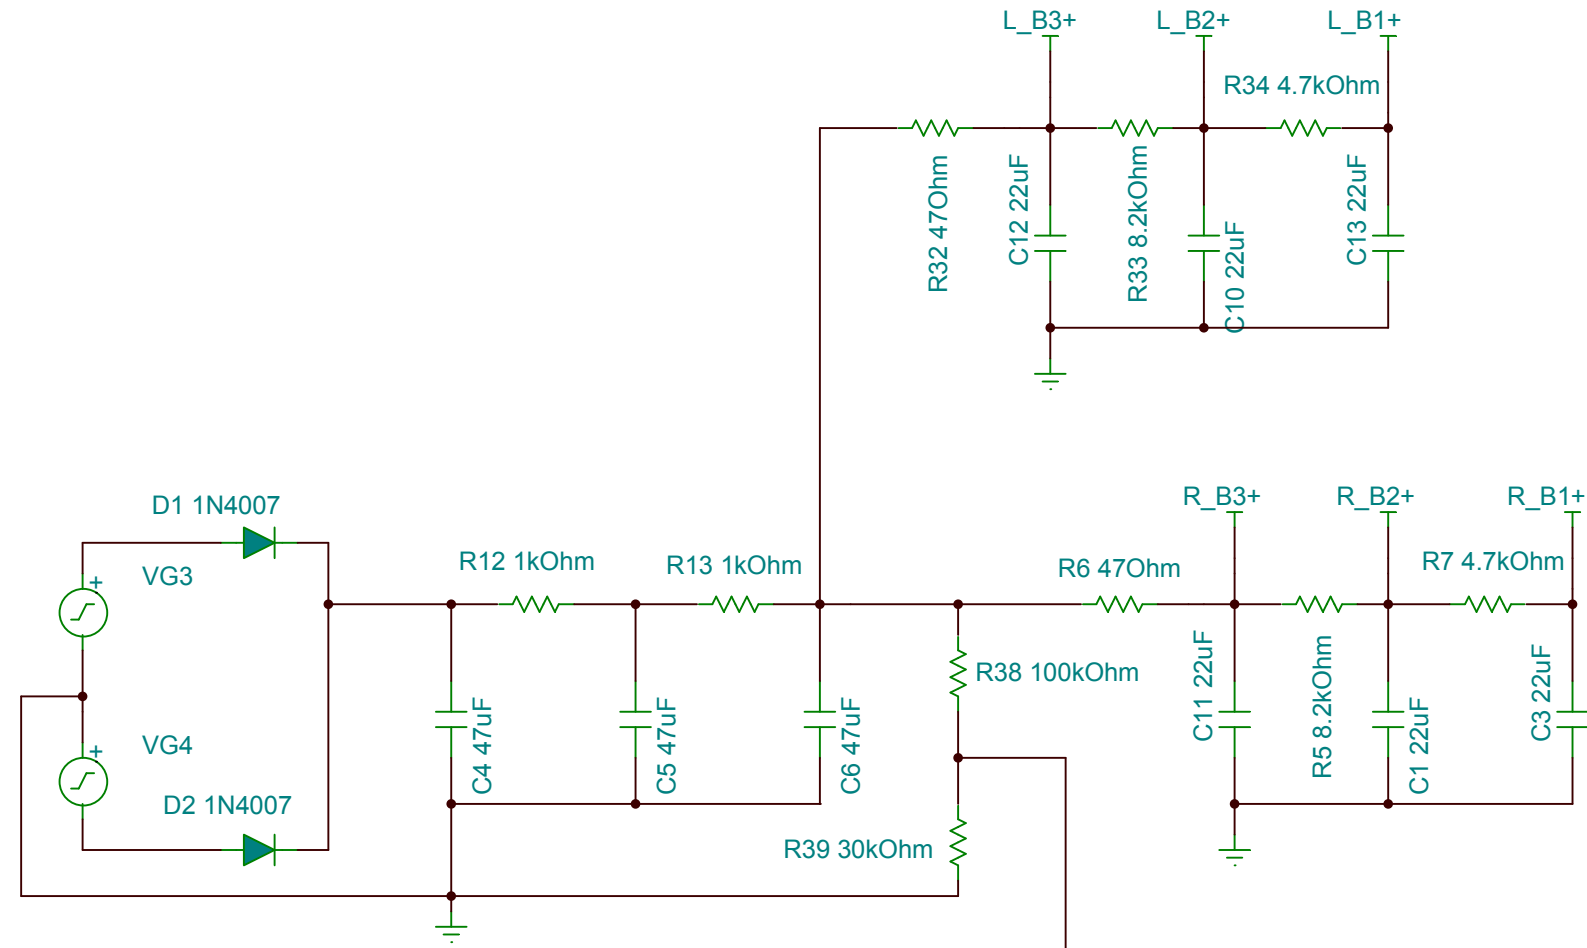 L_B3+
L_B2+
L_B1+
R34 4.7kOhm
R32 47Ohm
C12 22uF
R33 8.2kOhm
C10 22uF
C13 22uF
D1 1N4007
VG3
+
R12 1kOhm
R13 1kOhm
R_B3+
R_B2+
R_B1+
R6 47Ohm
R7 4.7kOhm
R38 100kOhm
C11 22uF
R5 8.2kOhm
C1 22uF
C3 22uF
VG4
+
C4 47uF
C5 47uF
C6 47uF
D2 1N4007
R39 30kOhm